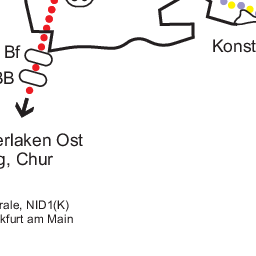 Konst
Bf
BB
erlaken Ost
g, Chur
rale, NID1(K)
kfurt am Main